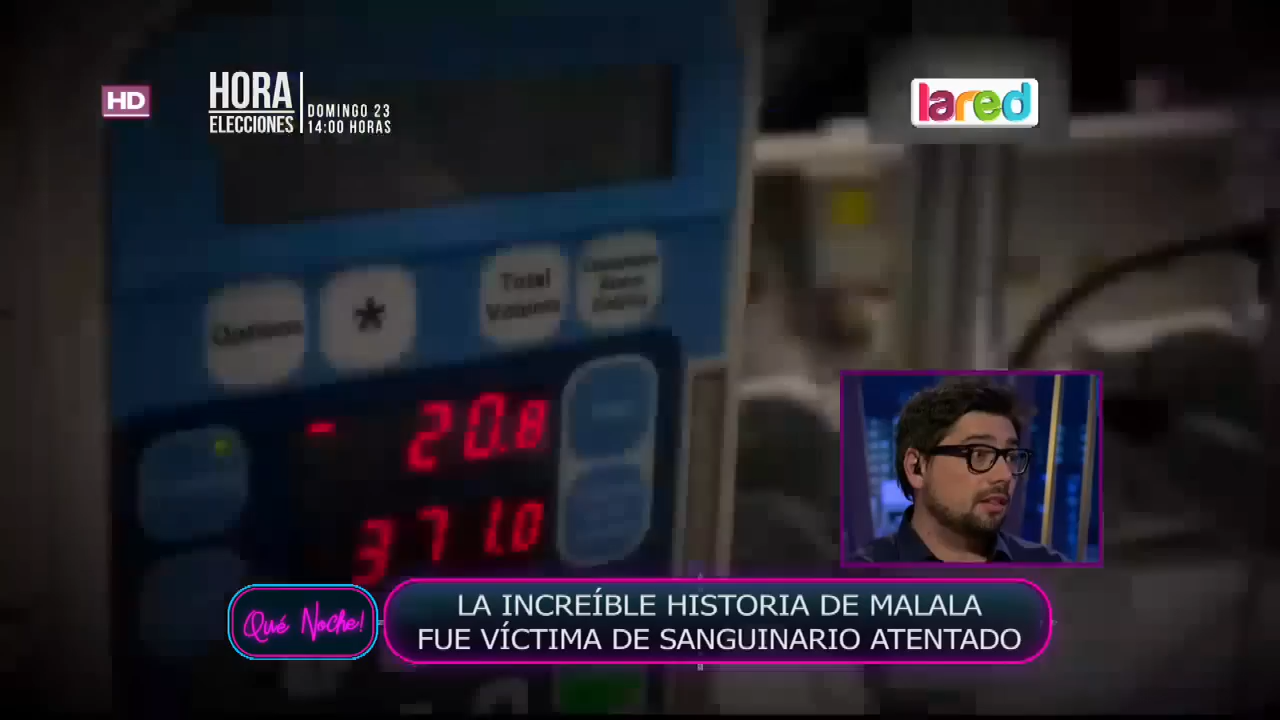 HD
HORA
ELECCIONES
DOMINGO 23
14:00 HORAS
lared
Options
*
Total
Volume
- 20.8
371.0
Qué Noche!
LA INCREÍBLE HISTORIA DE MALALA
FUE VÍCTIMA DE SANGUINARIO ATENTADO